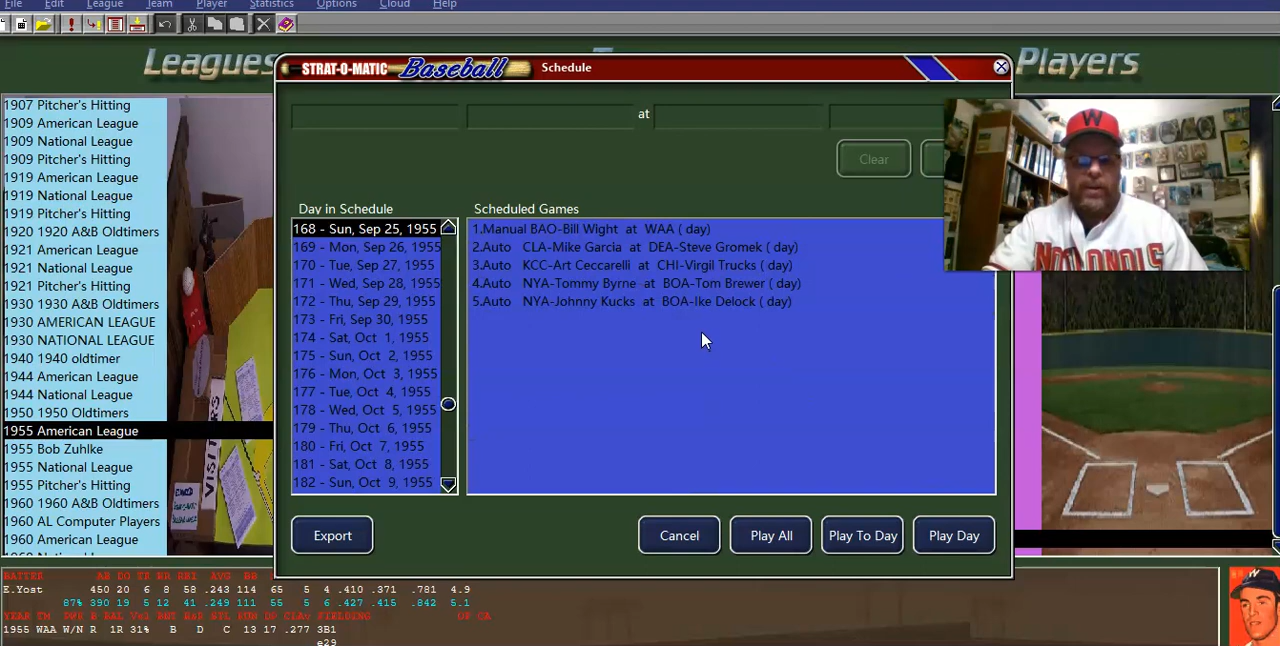 File Edit League Team Player Statistics Options Cloud Help
Leagues
Players
STRAT-O-MATIC Baseball Schedule
at
Clear
Day in Schedule
Scheduled Games
168 - Sun, Sep 25, 1955
169 - Mon, Sep 26, 1955
170 - Tue, Sep 27, 1955
171 - Wed, Sep 28, 1955
172 - Thu, Sep 29, 1955
173 - Fri, Sep 30, 1955
174 - Sat, Oct 1, 1955
175 - Sun, Oct 2, 1955
176 - Mon, Oct 3, 1955
177 - Tue, Oct 4, 1955
178 - Wed, Oct 5, 1955
179 - Thu, Oct 6, 1955
180 - Fri, Oct 7, 1955
181 - Sat, Oct 8, 1955
182 - Sun, Oct 9, 1955
1.Manual BAO-Bill Wight at WAA ( day)
2.Auto CLA-Mike Garcia at DEA-Steve Gromek ( day)
3.Auto KCC-Art Ceccarelli at CHI-Virgil Trucks ( day)
4.Auto NYA-Tommy Byrne at BOA-Tom Brewer ( day)
5.Auto NYA-Johnny Kucks at BOA-Ike Delock ( day)
Export
Cancel
Play All
Play To Day
Play Day
1907 Pitcher's Hitting
1909 American League
1909 National League
1909 Pitcher's Hitting
1919 American League
1919 National League
1919 Pitcher's Hitting
1920 1920 A&B Oldtimers
1921 American League
1921 National League
1921 Pitcher's Hitting
1930 1930 A&B Oldtimers
1930 AMERICAN LEAGUE
1930 NATIONAL LEAGUE
1940 1940 oldtimer
1944 American League
1944 National League
1950 1950 Oldtimers
1955 American League
1955 Bob Zuhlke
1955 National League
1955 Pitcher's Hitting
1960 1960 A&B Oldtimers
1960 AL Computer Players
1960 American League
VISITORS
W
BATTER AB DO TR HR RBI AVG BB
E.Yost 450 20 6 8 58 .243 114 65 5 4 .410 .371 .781 4.9
87% 390 19 5 12 41 .249 111 55 5 6 .427 .415 .842 5.1
1955 WAA W/N R 1R 31% B D C 13 17 .277 3B1
e29